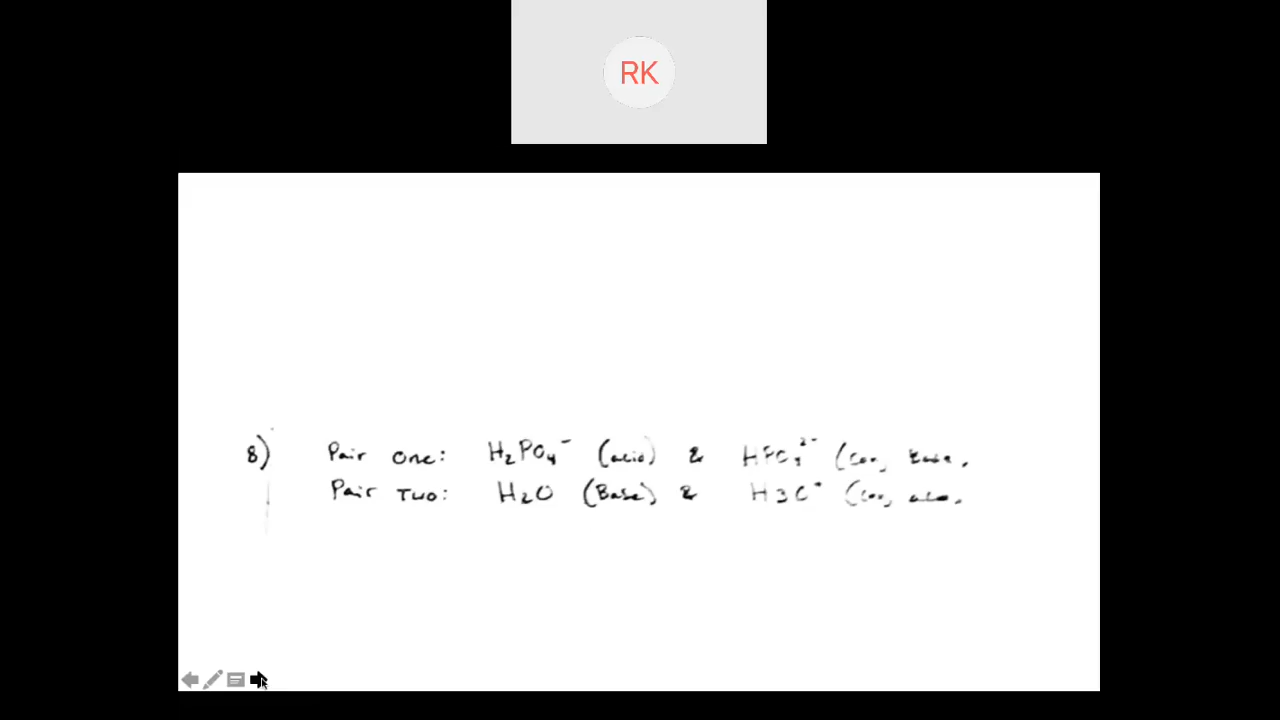 RK
8) Pair one: H₂PO₄⁻ (acid) & HPO₄²⁻ (Con, Base.
Pair Two: H₂O (Base) & H3O⁺ (Con, acid.